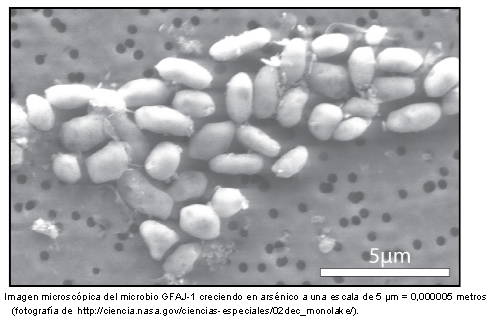 5µm
Imagen microscópica del microbio GFAJ-1 creciendo en arsénico a una escala de 5 µm = 0,000005 metros
(fotografía de http://ciencia.nasa.gov/ciencias-especiales/02dec_monolake/).